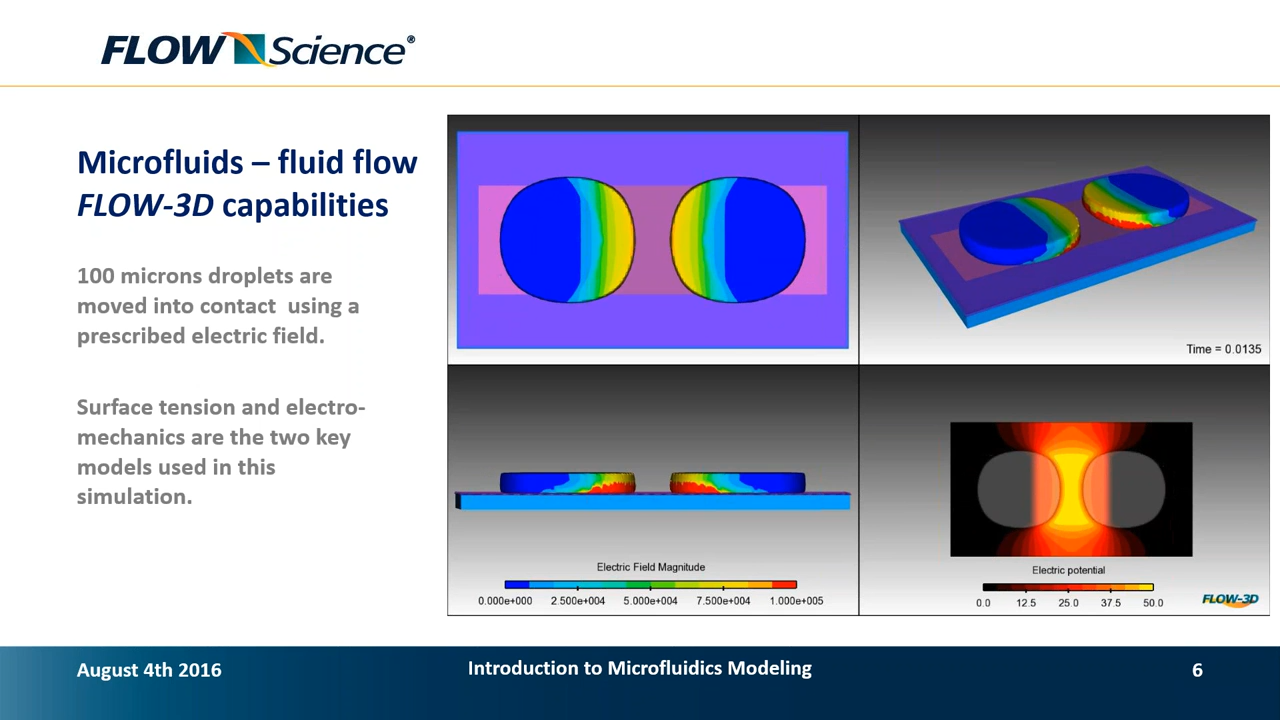 FLOW Science®
Microfluids – fluid flow
FLOW-3D capabilities
100 microns droplets are
moved into contact using a
prescribed electric field.
Surface tension and electro-
mechanics are the two key
models used in this
simulation.
Time = 0.0135
Electric Field Magnitude
0.000e+000 2.500e+004 5.000e+004 7.500e+004 1.000e+005
Electric potential
0.0 12.5 25.0 37.5 50.0
FLOW-3D
August 4th 2016
Introduction to Microfluidics Modeling
6